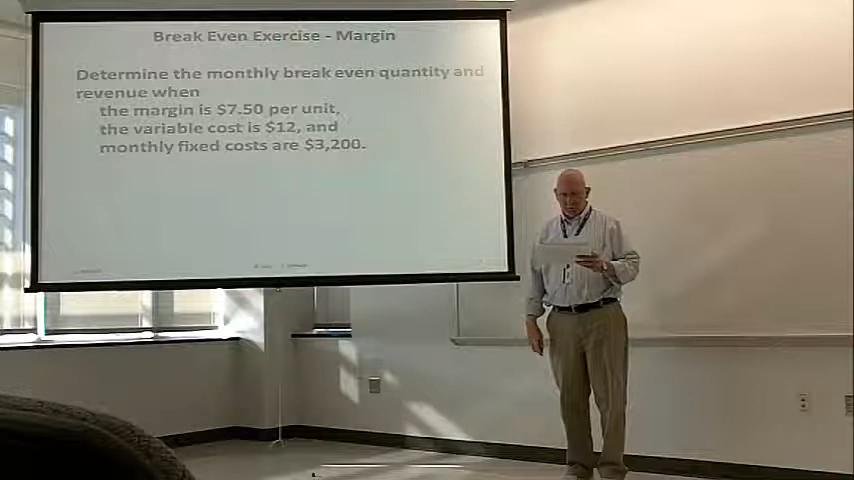 Break Even Exercise - Margin
Determine the monthly break even quantity and
revenue when
the margin is $7.50 per unit,
the variable cost is $12, and
monthly fixed costs are $3,200.